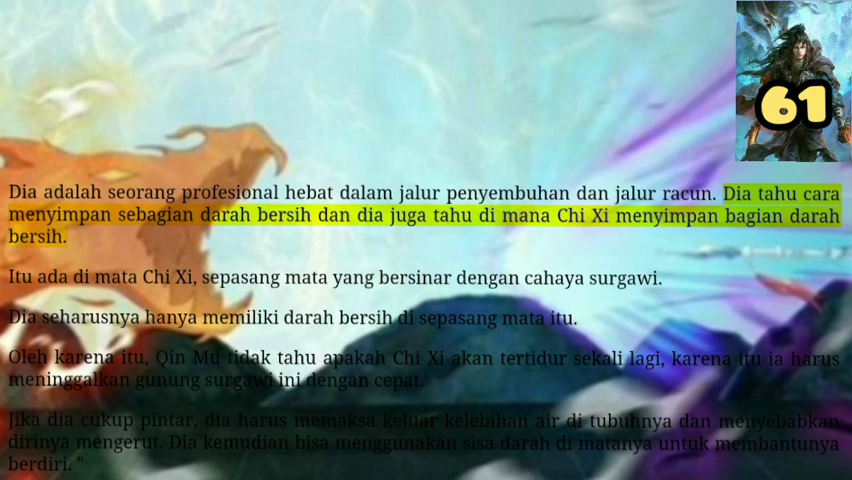 61
Dia adalah seorang profesional hebat dalam jalur penyembuhan dan jalur racun. Dia tahu cara
menyimpan sebagian darah bersih dan dia juga tahu di mana Chi Xi menyimpan bagian darah
bersih.
Itu ada di mata Chi Xi, sepasang mata yang bersinar dengan cahaya surgawi.
Dia seharusnya hanya memiliki darah bersih di sepasang mata itu.
Oleh karena itu, Qin Mu tidak tahu apakah Chi Xi akan tertidur sekali lagi, karena itu ia harus
meninggalkan gunung surgawi ini dengan cepat.
Jika dia cukup pintar, dia harus memaksa keluar kelebihan air di tubuhnya dan menyebabkan
dirinya mengerut. Dia kemudian bisa menggunakan sisa darah di matanya untuk membantunya
berdiri. "